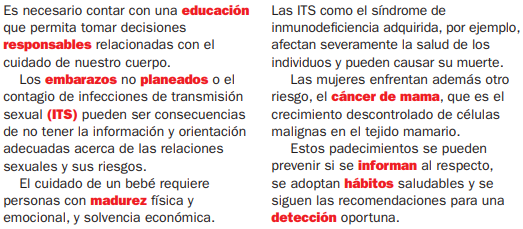 Es necesario contar con una educación
que permita tomar decisiones
responsables relacionadas con el
cuidado de nuestro cuerpo.
Los embarazos no planeados o el
contagio de infecciones de transmisión
sexual (ITS) pueden ser consecuencias
de no tener la información y orientación
adecuadas acerca de las relaciones
sexuales y sus riesgos.
El cuidado de un bebé requiere
personas con madurez física y
emocional, y solvencia económica.
Las ITS como el síndrome de
inmunodeficiencia adquirida, por ejemplo,
afectan severamente la salud de los
individuos y pueden causar su muerte.
Las mujeres enfrentan además otro
riesgo, el cáncer de mama, que es el
crecimiento descontrolado de células
malignas en el tejido mamario.
Estos padecimientos se pueden
prevenir si se informan al respecto,
se adoptan hábitos saludables y se
siguen las recomendaciones para una
detección oportuna.